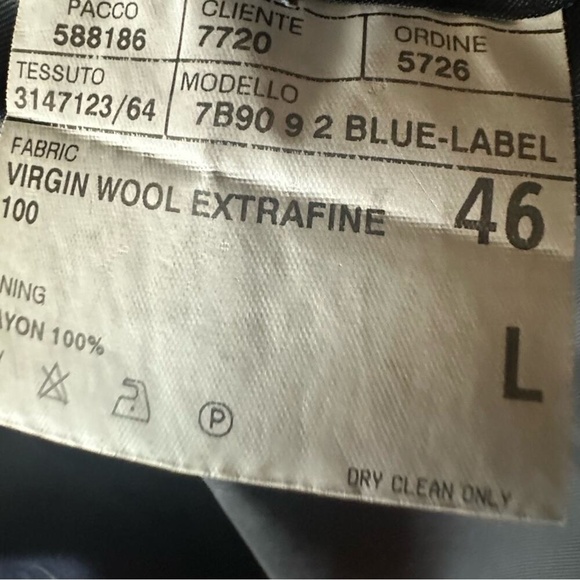 PACCO CLIENTE ORDINE
588186 7720 5726
TESSUTO MODELLO
3147123/64 7B90 9 2 BLUE-LABEL
FABRIC
VIRGIN WOOL EXTRAFINE 46
100
NING
AYON 100%
L
P
DRY CLEAN ONLY